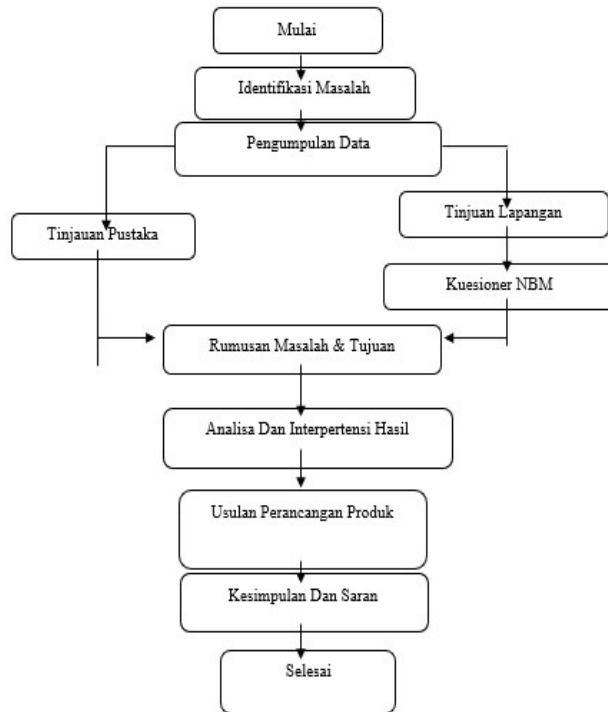 Mulai
Identifikasi Masalah
Pengumpulan Data
Tinjauan Pustaka
Tinjuan Lapangan
Kuesioner NBM
Rumusan Masalah & Tujuan
Analisa Dan Interpertensi Hasil
Usulan Perancangan Produk
Kesimpulan Dan Saran
Selesai